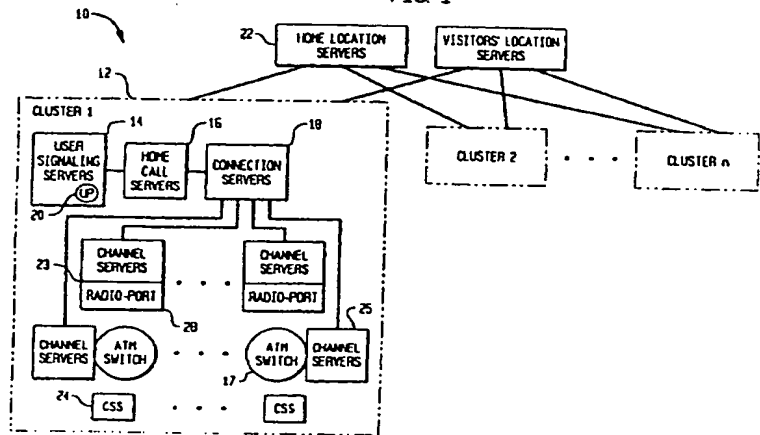 10
22
HOME LOCATION
SERVERS
VISITORS' LOCATION
SERVERS
12
CLUSTER 1
14
16
18
USER
SIGNALING
SERVERS
UP
20
HOME
CALL
SERVERS
CONNECTION
SERVERS
CLUSTER 2
CLUSTER n
CHANNEL
SERVERS
CHANNEL
SERVERS
23
RADIO-PORT
RADIO-PORT
28
25
CHANNEL
SERVERS
ATM
SWITCH
ATM
SWITCH
CHANNEL
SERVERS
17
24
CSS
CSS